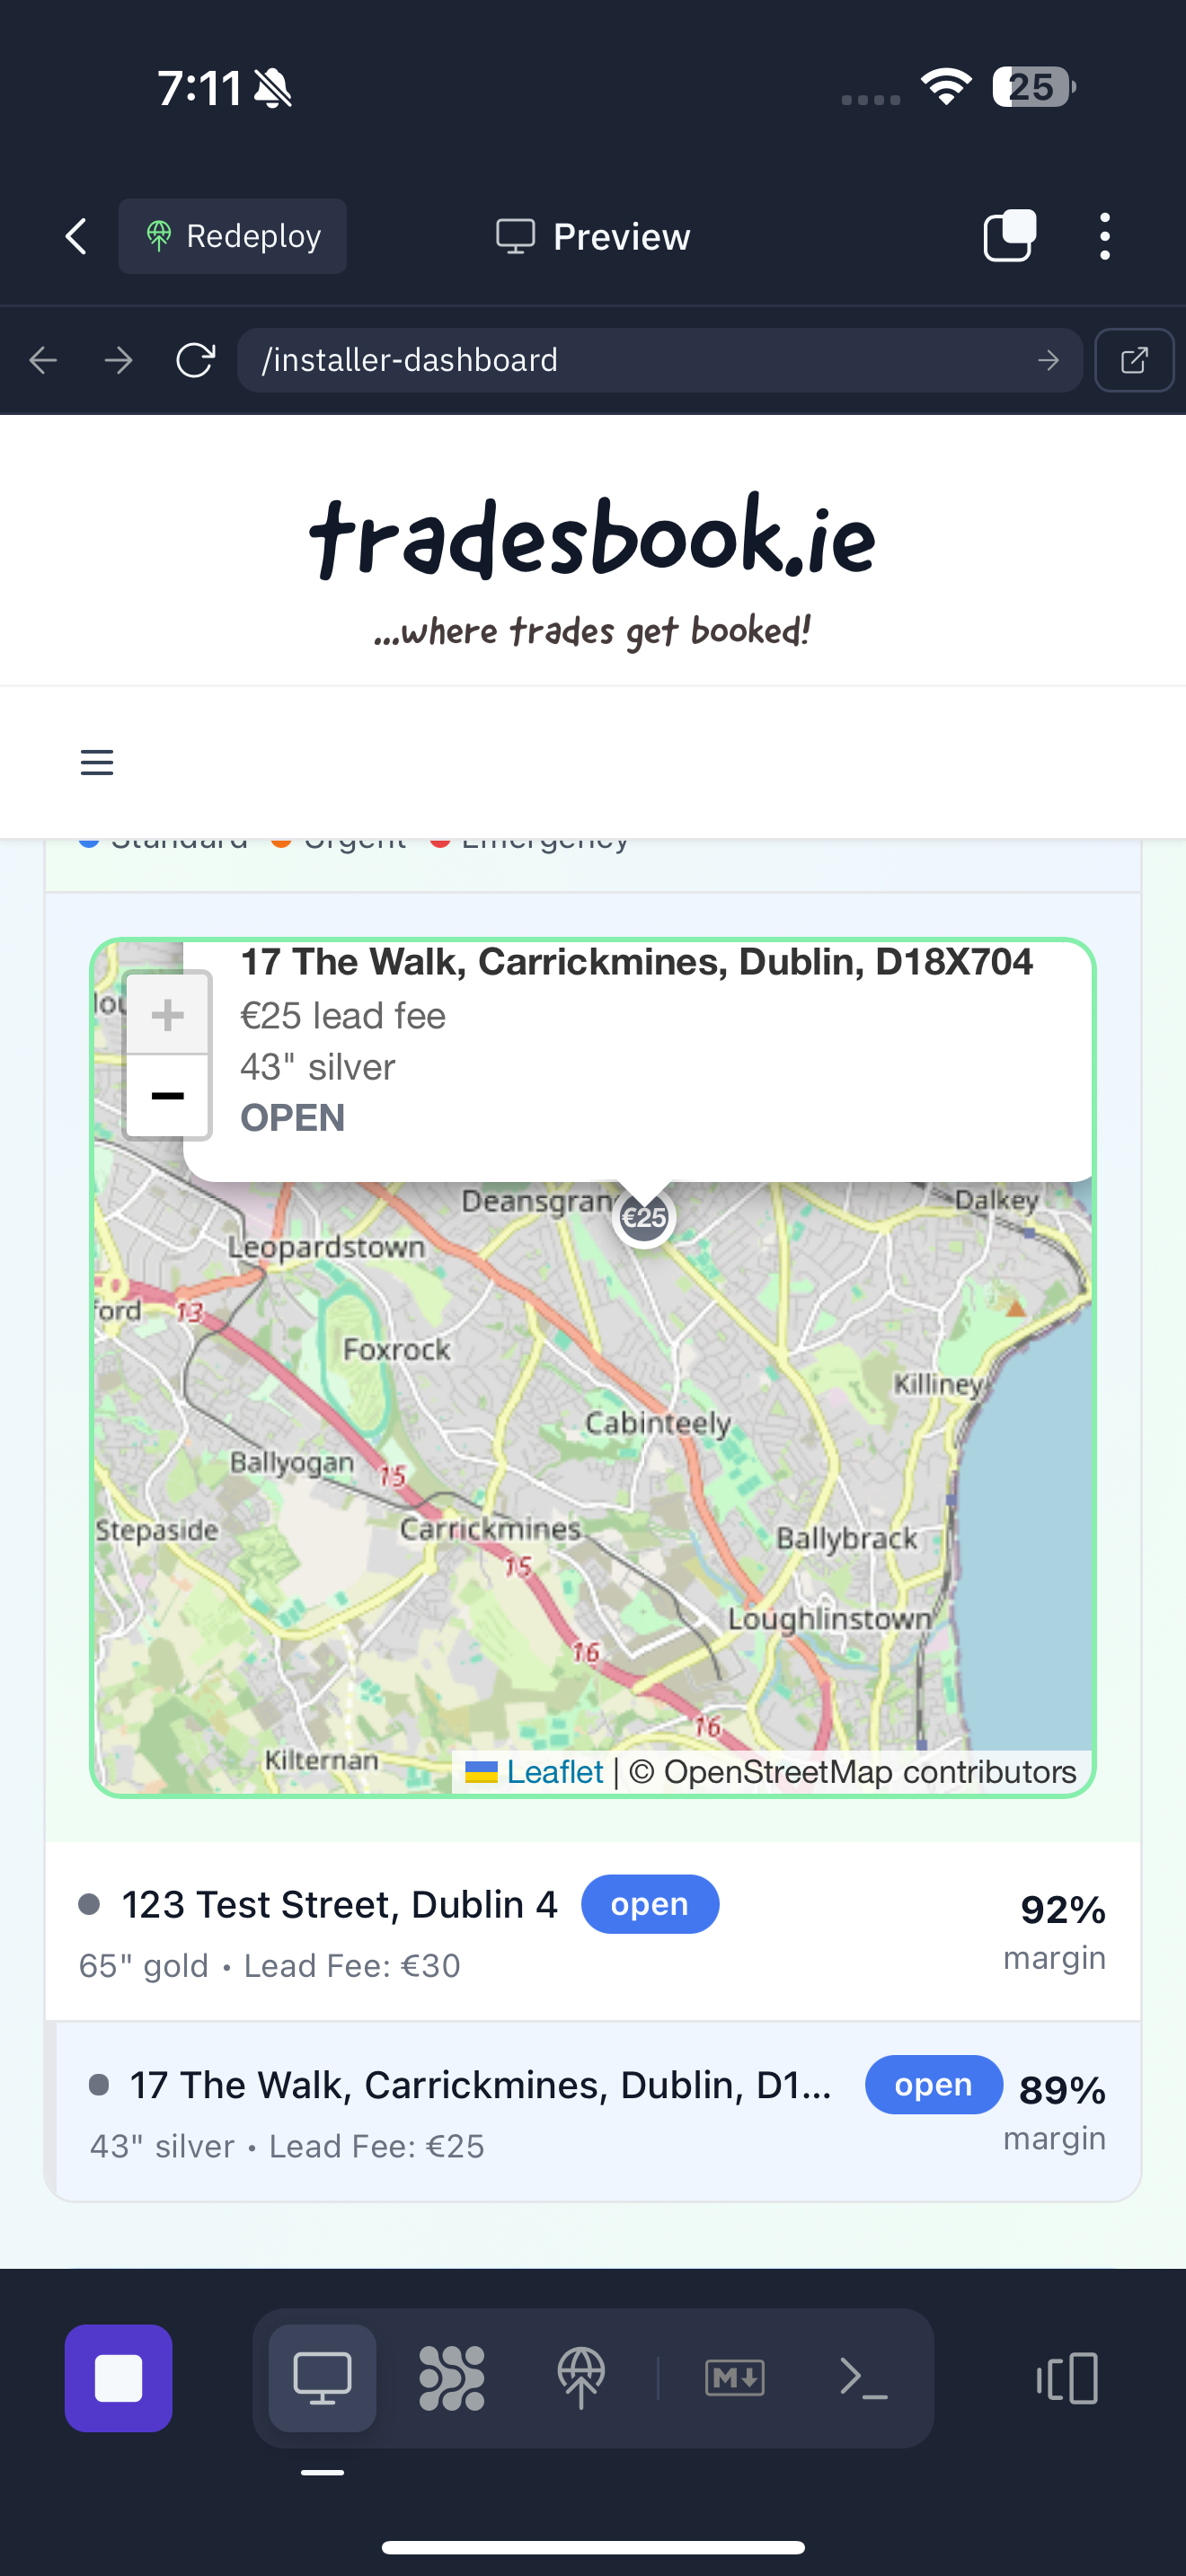 7:11
25
Redeploy
Preview
/installer-dashboard
tradesbook.ie
...where trades get booked!
Standard Urgent Emergency
17 The Walk, Carrickmines, Dublin, D18X704
€25 lead fee
43" silver
OPEN
+
−
Deansgran
€25
Dalkey
Leopardstown
ford
13
Foxrock
Killiney
Cabinteely
Ballyogan
15
Stepaside
Carrickmines
15
Ballybrack
Loughlinstown
16
16
Kilternan
Leaflet | © OpenStreetMap contributors
123 Test Street, Dublin 4 open
92%
65" gold • Lead Fee: €30
margin
17 The Walk, Carrickmines, Dublin, D1... open
89%
43" silver • Lead Fee: €25
margin
M